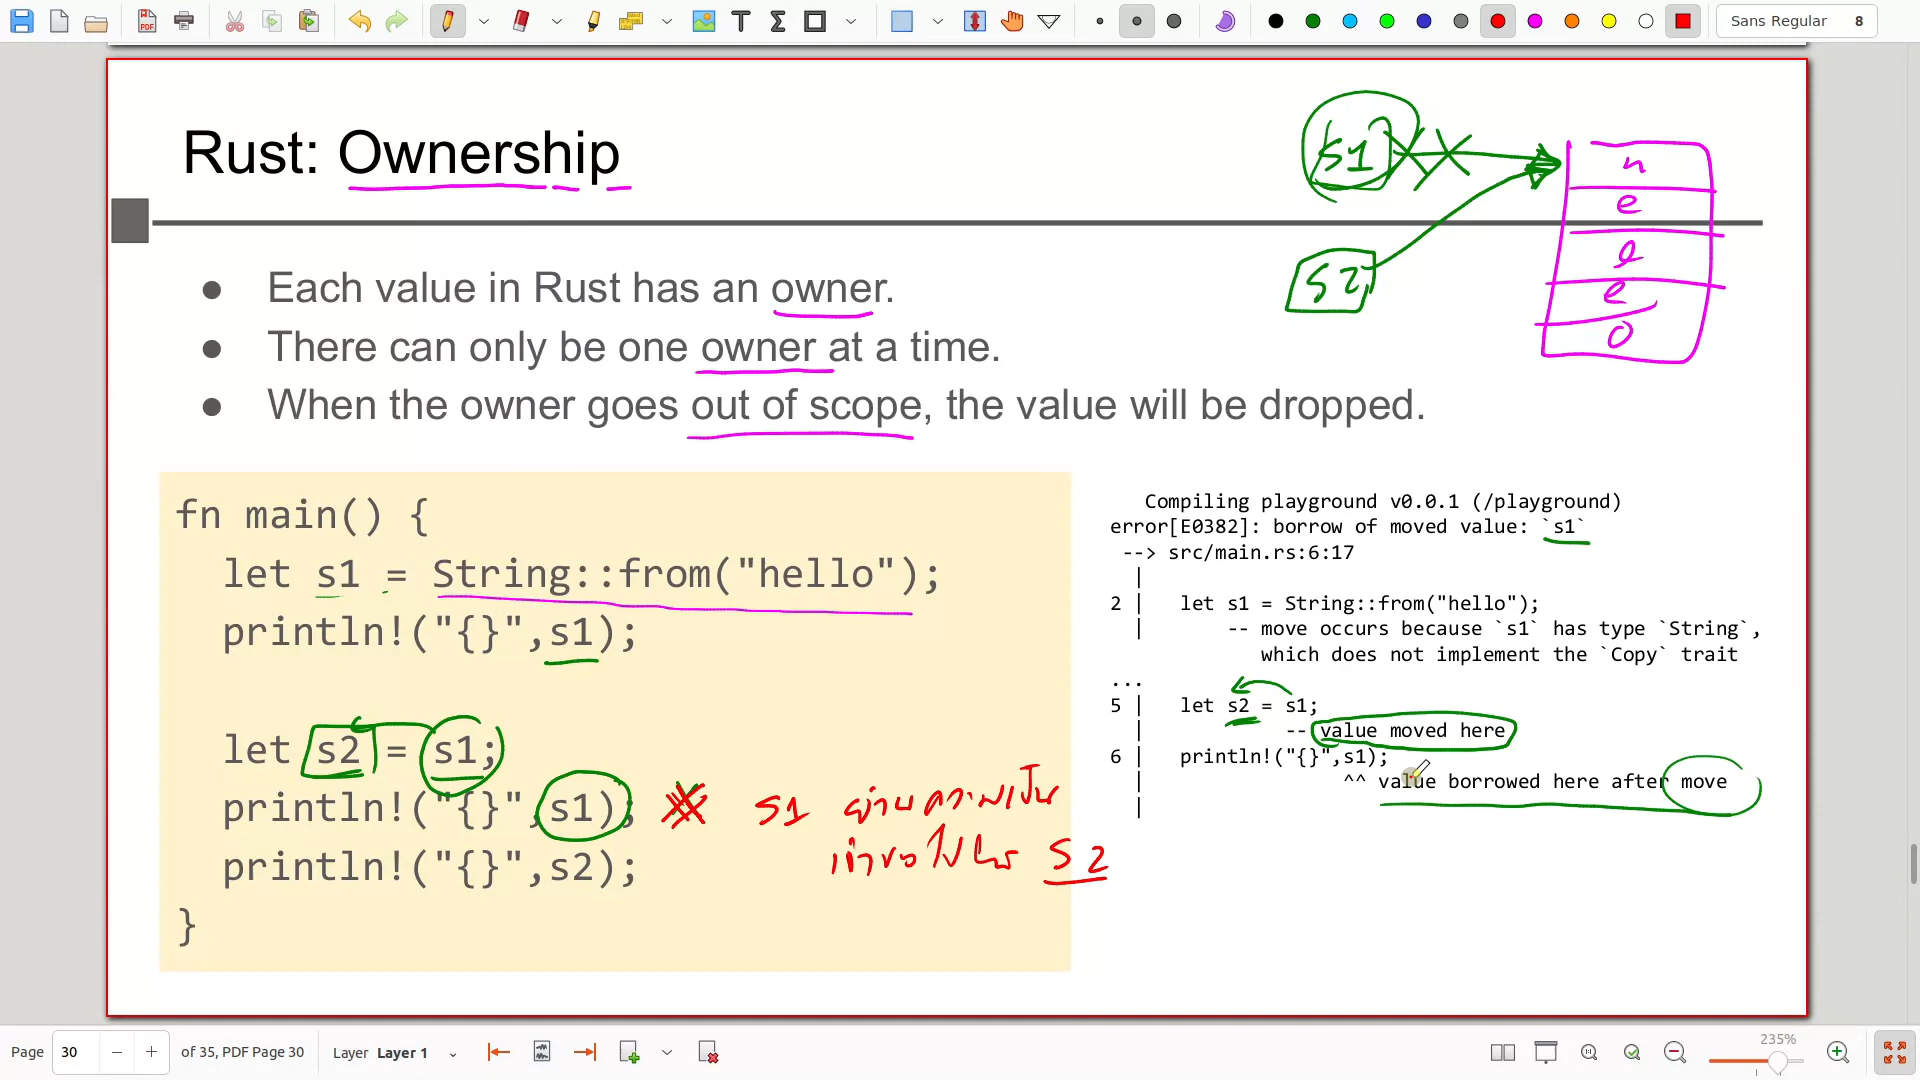 Sans Regular 8
Rust: Ownership
● Each value in Rust has an owner.
● There can only be one owner at a time.
● When the owner goes out of scope, the value will be dropped.
s1
s2
h
e
l
l
o
fn main() {
let s1 = String::from("hello");
println!("{}",s1);
let s2 = s1;
println!("{}",s1);
println!("{}",s2);
}
s1
s2
Compiling playground v0.0.1 (/playground)
error[E0382]: borrow of moved value: `s1`
--> src/main.rs:6:17
|
2 | let s1 = String::from("hello");
| -- move occurs because `s1` has type `String`,
which does not implement the `Copy` trait
...
5 | let s2 = s1;
| -- value moved here
6 | println!("{}",s1);
| ^^ value borrowed here after move
|
Page 30 of 35, PDF Page 30 Layer Layer 1 235%